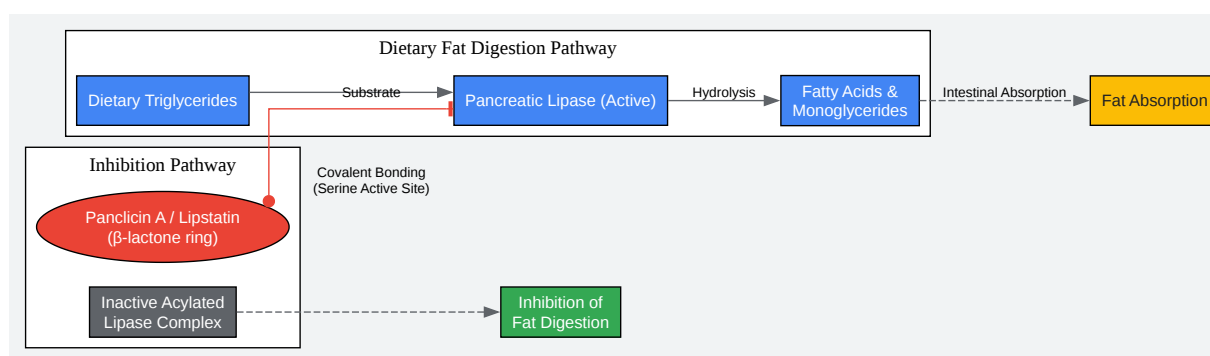 Dietary Fat Digestion Pathway
Dietary Triglycerides
Substrate
Pancreatic Lipase (Active)
Hydrolysis
Fatty Acids &
Monoglycerides
Intestinal Absorption
Fat Absorption
Inhibition Pathway
Covalent Bonding
(Serine Active Site)
Panclicin A / Lipstatin
(β-lactone ring)
Inactive Acylated
Lipase Complex
Inhibition of
Fat Digestion